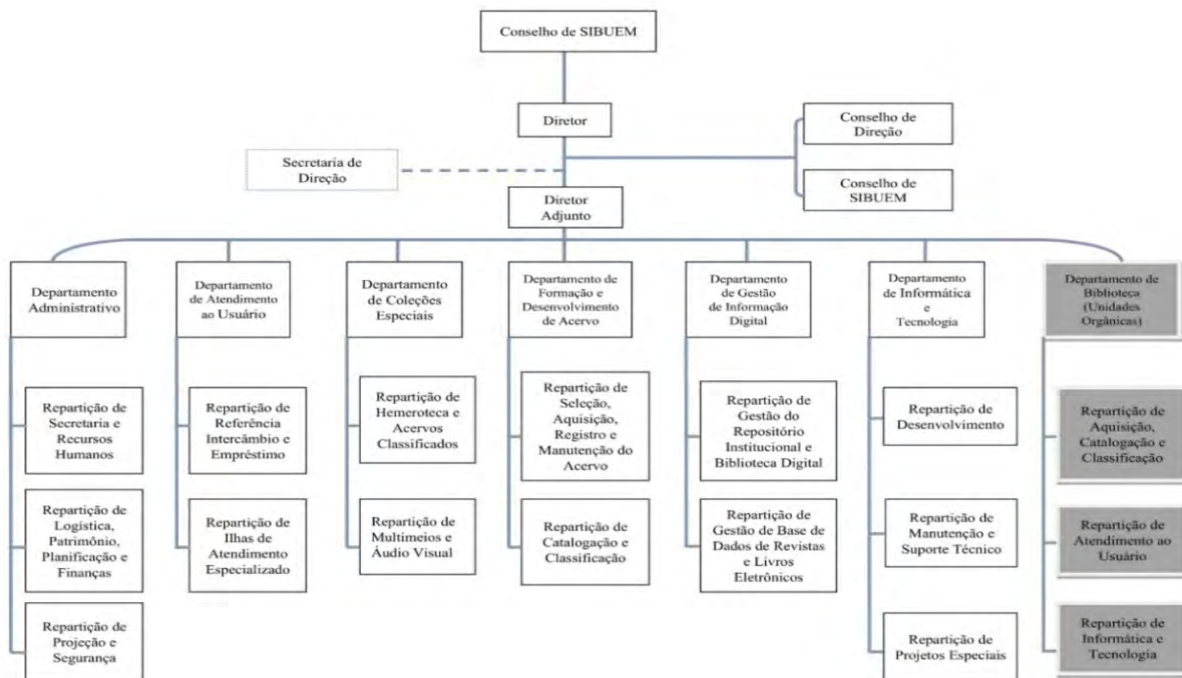 Conselho de SIBUEM
Diretor
Conselho de
Direção
Secretaria de
Direção
Conselho de
SIBUEM
Diretor
Adjunto
Departamento
Administrativo
Departamento
de Atendimento
ao Usuário
Departamento
de Coleções
Especiais
Departamento de
Formação e
Desenvolvimento
de Acervo
Departamento
de Gestão
de Informação
Digital
Departamento
de Informática
e
Tecnologia
Departamento de
Biblioteca
(Unidades
Orgânicas)
Repartição de
Secretaria e
Recursos
Humanos
Repartição de
Referência
Intercâmbio e
Empréstimo
Repartição de
Hemeroteca e
Acervos
Classificados
Repartição de
Seleção,
Aquisição,
Registro e
Manutenção do
Acervo
Repartição de
Gestão do
Repositório
Institucional e
Biblioteca Digital
Repartição de
Desenvolvimento
Repartição de
Aquisição,
Catalogação e
Classificação
Repartição de
Logística,
Patrimônio,
Planificação e
Finanças
Repartição de
Ilhas de
Atendimento
Especializado
Repartição de
Multimeios e
Áudio Visual
Repartição de
Catalogação e
Classificação
Repartição de
Gestão de Base de
Dados de Revistas
e Livros
Eletrônicos
Repartição de
Manutenção e
Suporte Técnico
Repartição de
Atendimento ao
Usuário
Repartição de
Projeção e
Segurança
Repartição de
Projetos Especiais
Repartição de
Informática e
Tecnologia